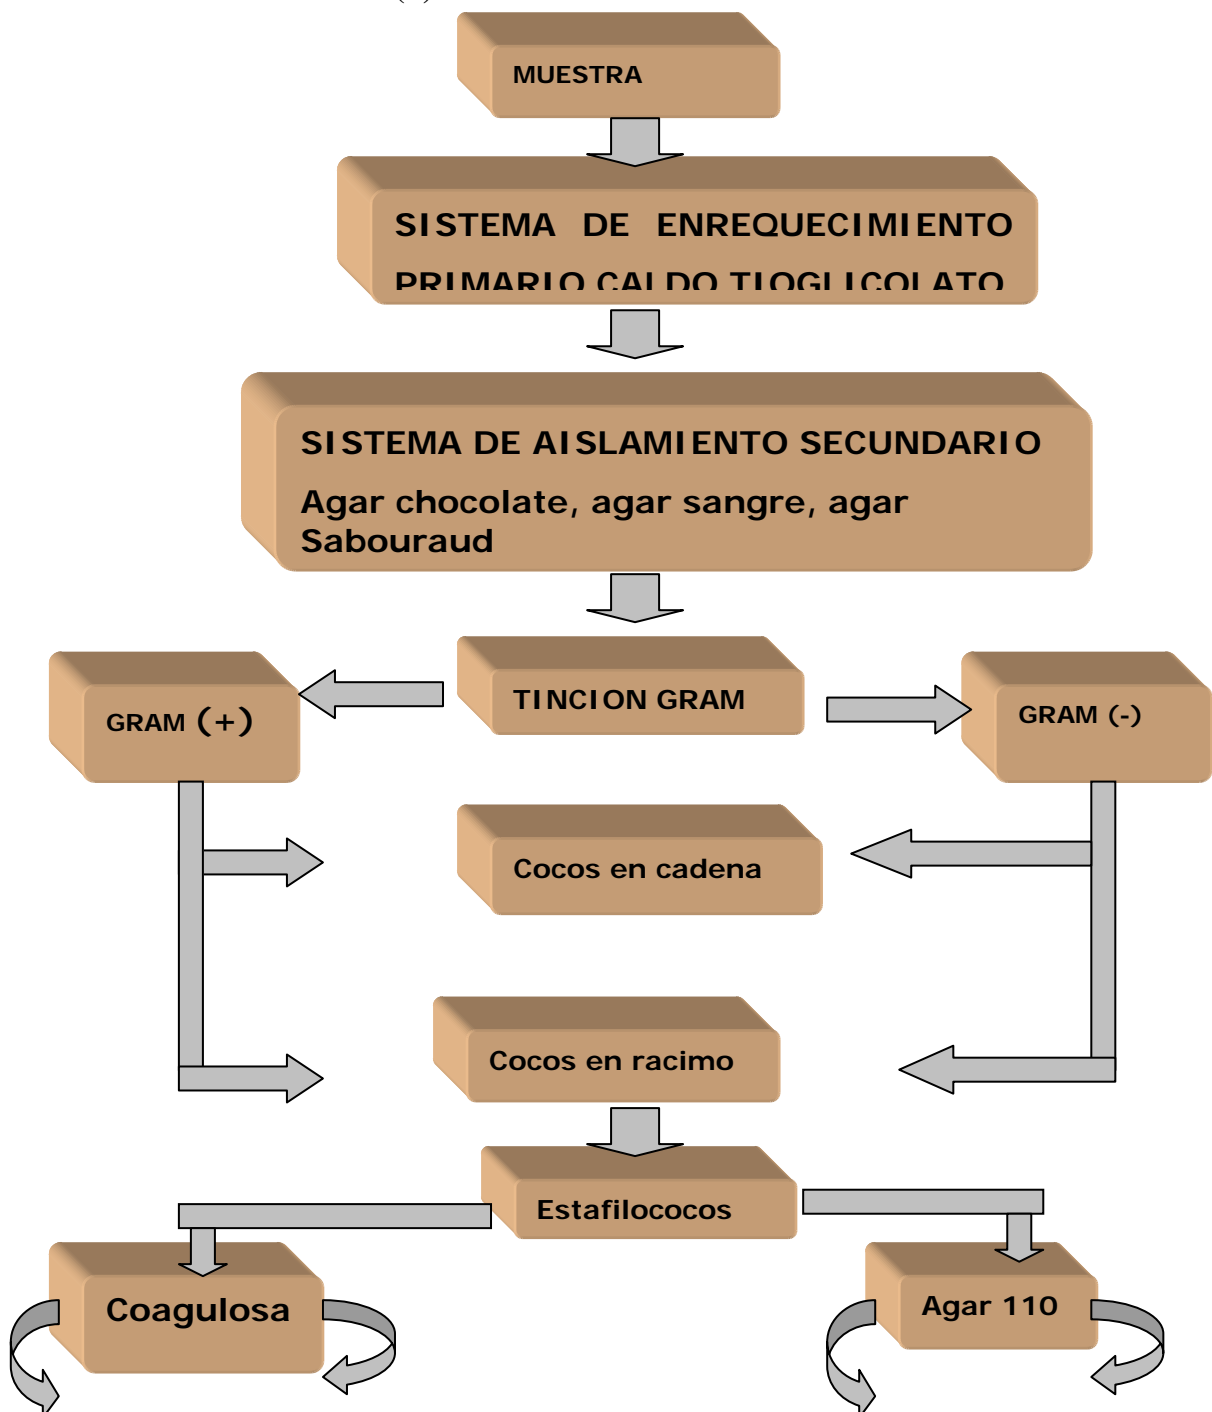 MUESTRA
SISTEMA DE ENREQUECIMIENTO
PRIMARIO CALDO TIOGLICOLATO
SISTEMA DE AISLAMIENTO SECUNDARIO
Agar chocolate, agar sangre, agar
Sabouraud
TINCION GRAM
GRAM (+)
GRAM (-)
Cocos en cadena
Cocos en racimo
Estafilococos
Coagulosa
Agar 110